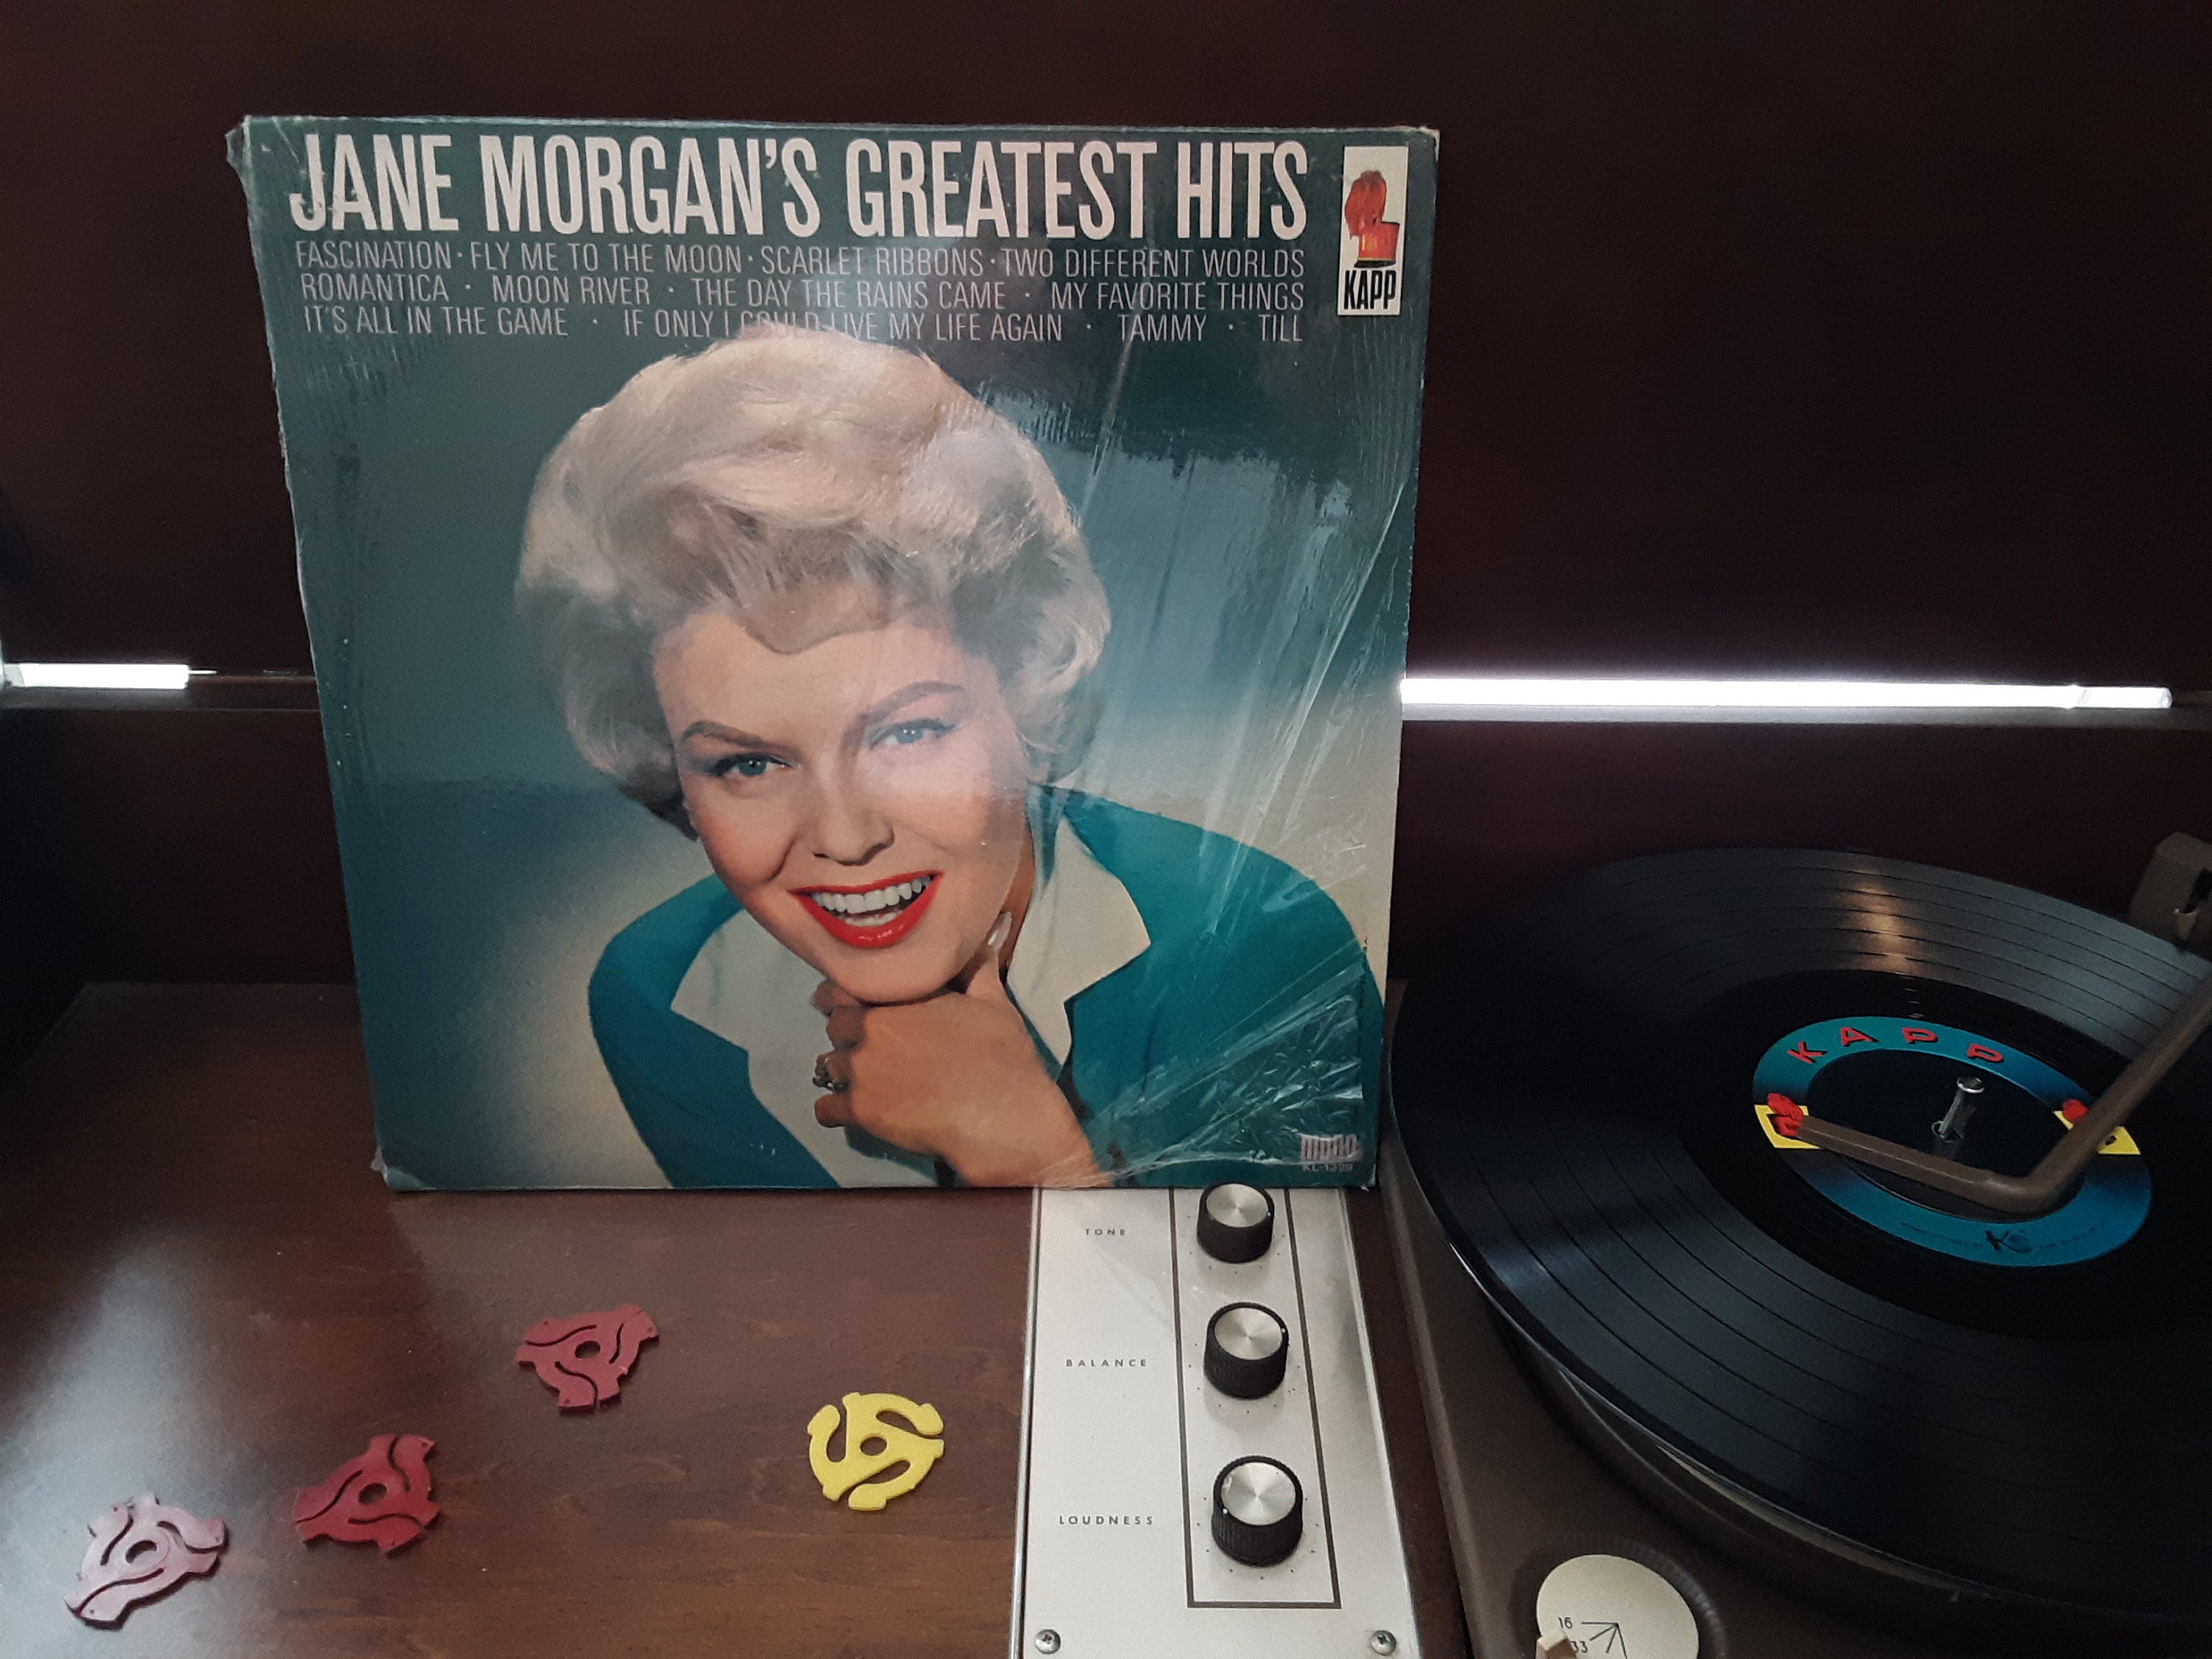 JANE MORGAN'S GREATEST HITS
FASCINATION · FLY ME TO THE MOON · SCARLET RIBBONS · TWO DIFFERENT WORLDS
ROMANTICA · MOON RIVER · THE DAY THE RAINS CAME · MY FAVORITE THINGS
IT'S ALL IN THE GAME · IF ONLY I COULD LIVE MY LIFE AGAIN · TAMMY · TILL
KAPP
MONO
KL-1329
KAPP
TONE
BALANCE
LOUDNESS
16
33